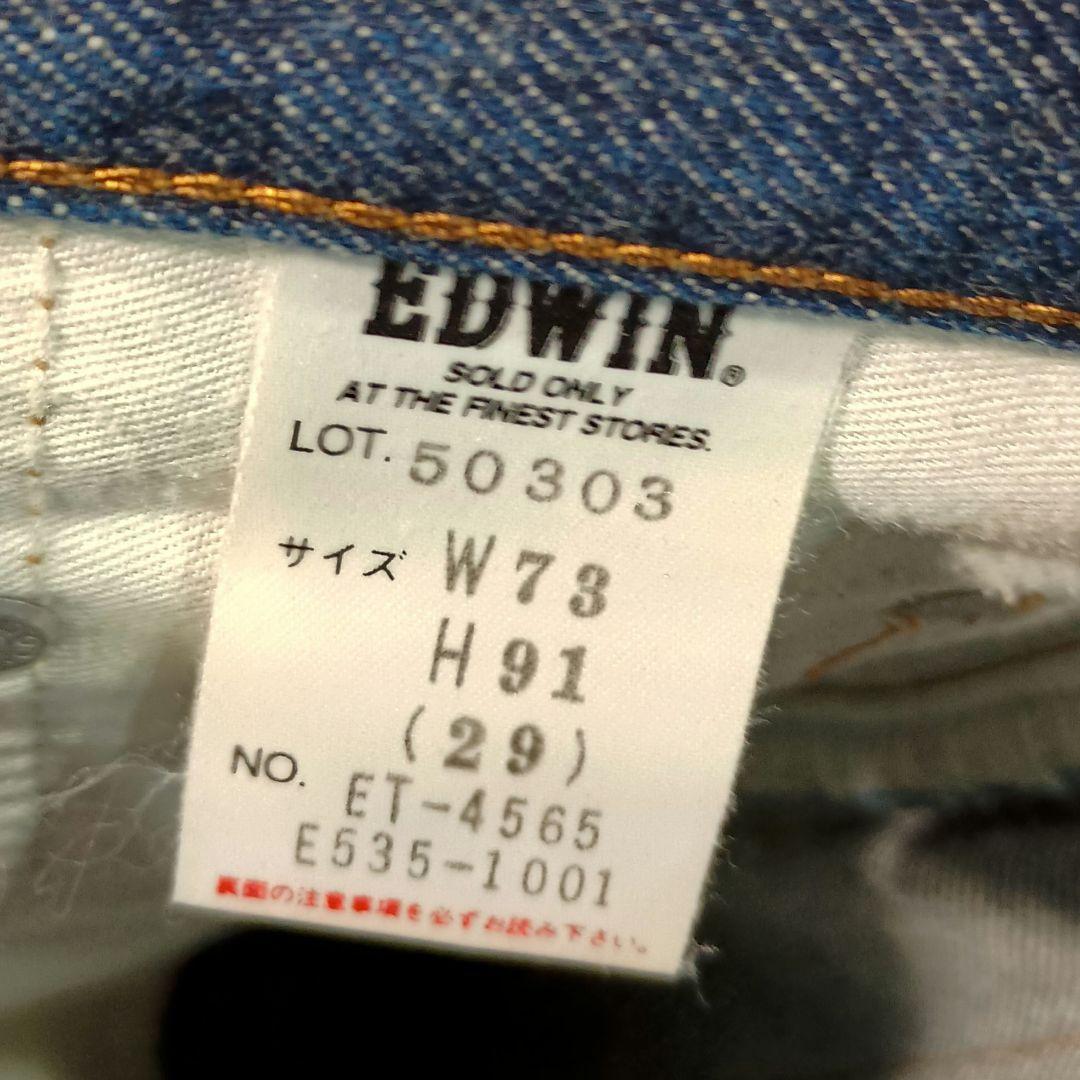 EDWIN®
SOLD ONLY
AT THE FINEST STORES.
LOT. 50303
サイズ W73
H91
(29)
NO. ET-4565
E535-1001
裏面の注意事項を必ずお読み下さい。